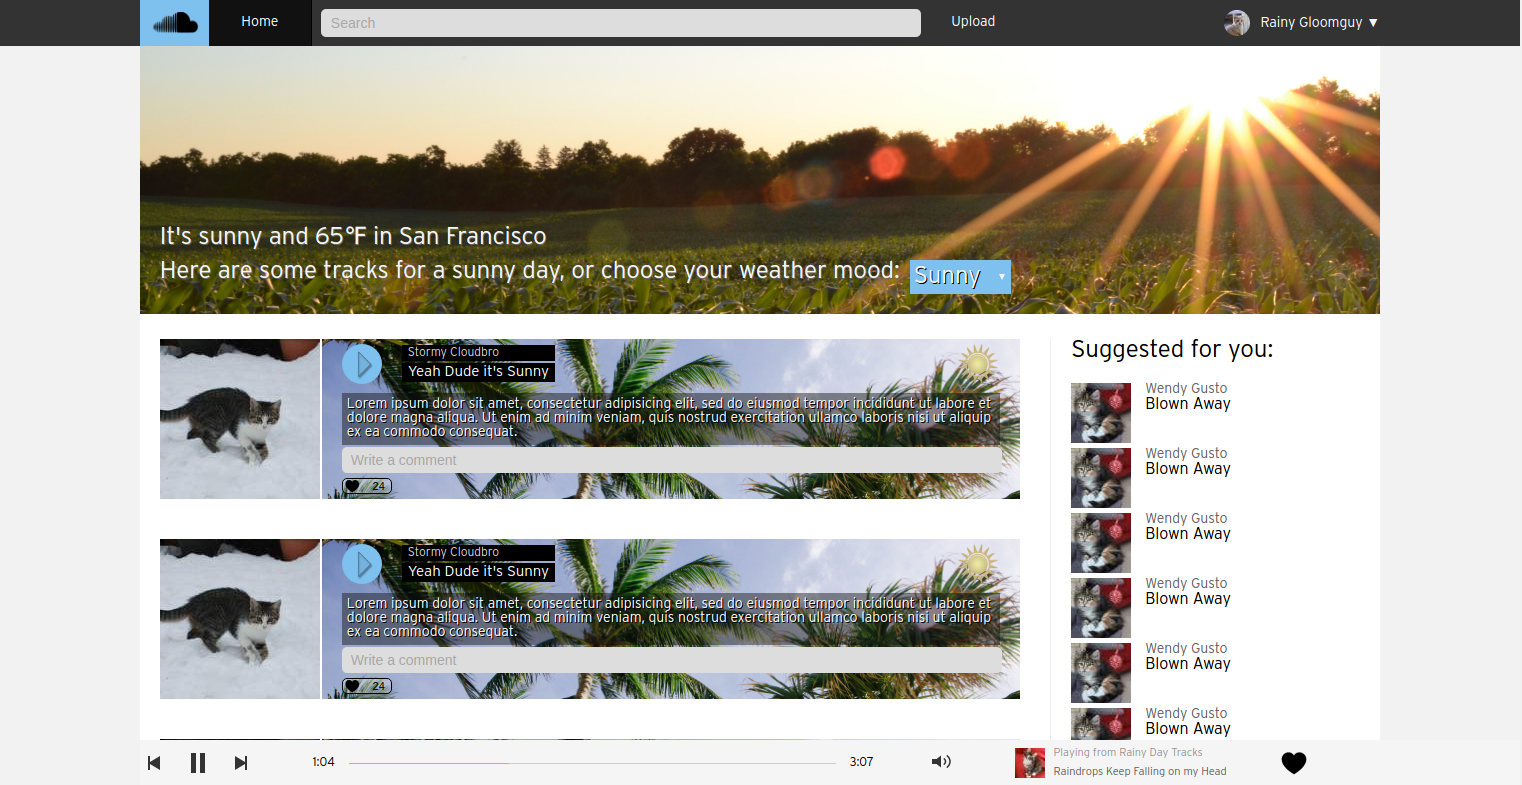 Home
Search
Upload
Rainy Gloomguy ▼
It's sunny and 65°F in San Francisco
Here are some tracks for a sunny day, or choose your weather mood: Sunny ▾
Stormy Cloudbro
Yeah Dude it's Sunny
Lorem ipsum dolor sit amet, consectetur adipisicing elit, sed do eiusmod tempor incididunt ut labore et
dolore magna aliqua. Ut enim ad minim veniam, quis nostrud exercitation ullamco laboris nisi ut aliquip
ex ea commodo consequat.
Write a comment
24
Stormy Cloudbro
Yeah Dude it's Sunny
Lorem ipsum dolor sit amet, consectetur adipisicing elit, sed do eiusmod tempor incididunt ut labore et
dolore magna aliqua. Ut enim ad minim veniam, quis nostrud exercitation ullamco laboris nisi ut aliquip
ex ea commodo consequat.
Write a comment
24
Suggested for you:
Wendy Gusto
Blown Away
Wendy Gusto
Blown Away
Wendy Gusto
Blown Away
Wendy Gusto
Blown Away
Wendy Gusto
Blown Away
Wendy Gusto
Blown Away
1:04
3:07
Playing from Rainy Day Tracks
Raindrops Keep Falling on my Head